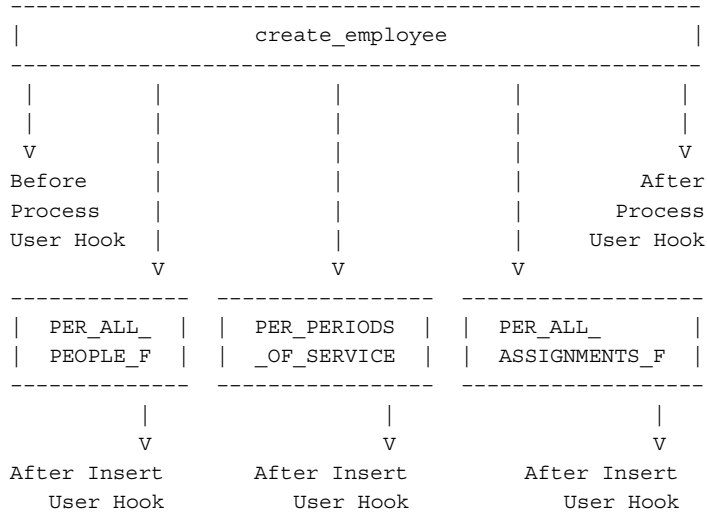 create_employee
Before After
Process Process
User Hook User Hook
PER_ALL_ PER_PERIODS PER_ALL_
PEOPLE_F _OF_SERVICE ASSIGNMENTS_F
After Insert After Insert After Insert
User Hook User Hook User Hook